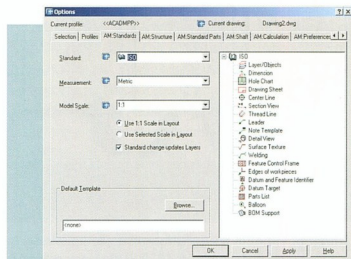 Options
Current profile: <<ACADMPP>> Current drawing: Drawing2.dwg
Selection Profiles AM:Standards AM:Structure AM:Standard Parts AM:Shaft AM:Calculation AM:Preferences
Standard: ISO
Measurement: Metric
Model Scale: 1:1
Use 1:1 Scale in Layout
Use Selected Scale in Layout
Standard change updates Layers
Default Template
Browse...
<none>
ISO
Layer/Objects
Dimension
Hole Chart
Drawing Sheet
Center Line
Section View
Thread Line
Leader
Note Template
Detail View
Surface Texture
Welding
Feature Control Frame
Edges of workpieces
Datum and Feature Identifier
Datum Target
Parts List
Balloon
BOM Support
OK Cancel Apply Help